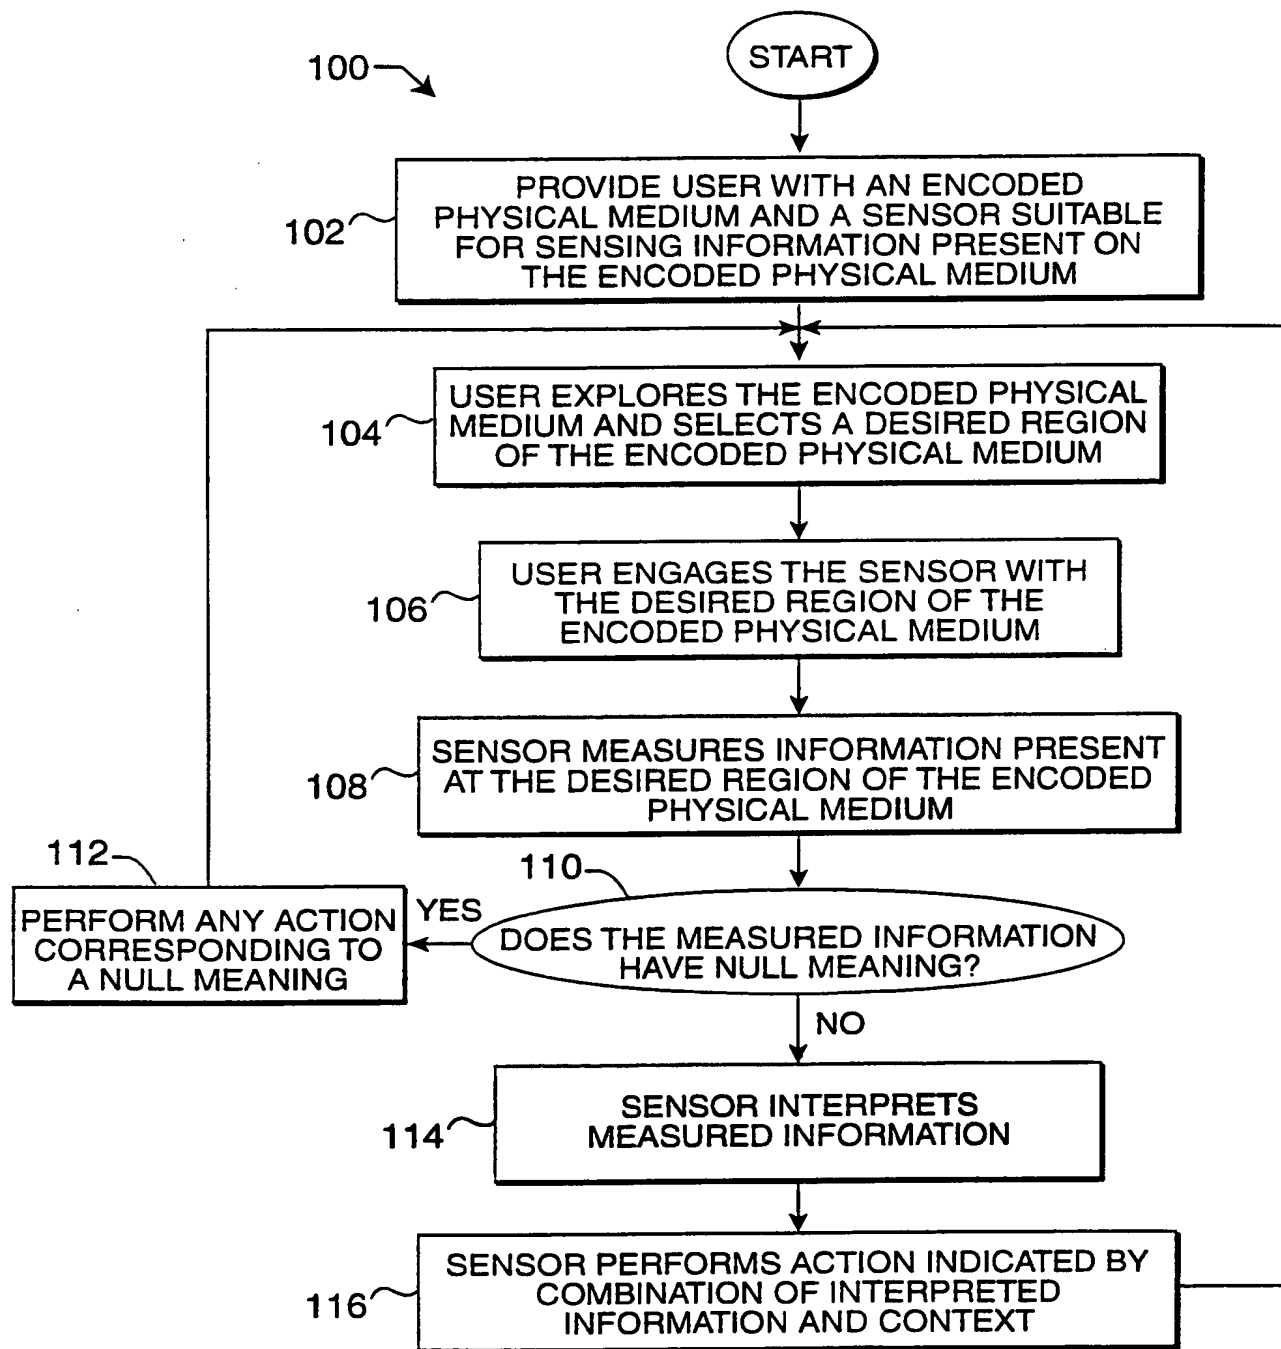 START
100
PROVIDE USER WITH AN ENCODED
PHYSICAL MEDIUM AND A SENSOR SUITABLE
FOR SENSING INFORMATION PRESENT ON
THE ENCODED PHYSICAL MEDIUM
102
USER EXPLORES THE ENCODED PHYSICAL
MEDIUM AND SELECTS A DESIRED REGION
OF THE ENCODED PHYSICAL MEDIUM
104
USER ENGAGES THE SENSOR WITH
THE DESIRED REGION OF THE
ENCODED PHYSICAL MEDIUM
106
SENSOR MEASURES INFORMATION PRESENT
AT THE DESIRED REGION OF THE ENCODED
PHYSICAL MEDIUM
108
110
DOES THE MEASURED INFORMATION
HAVE NULL MEANING?
YES
112
PERFORM ANY ACTION
CORRESPONDING TO
A NULL MEANING
NO
SENSOR INTERPRETS
MEASURED INFORMATION
114
SENSOR PERFORMS ACTION INDICATED BY
COMBINATION OF INTERPRETED
INFORMATION AND CONTEXT
116